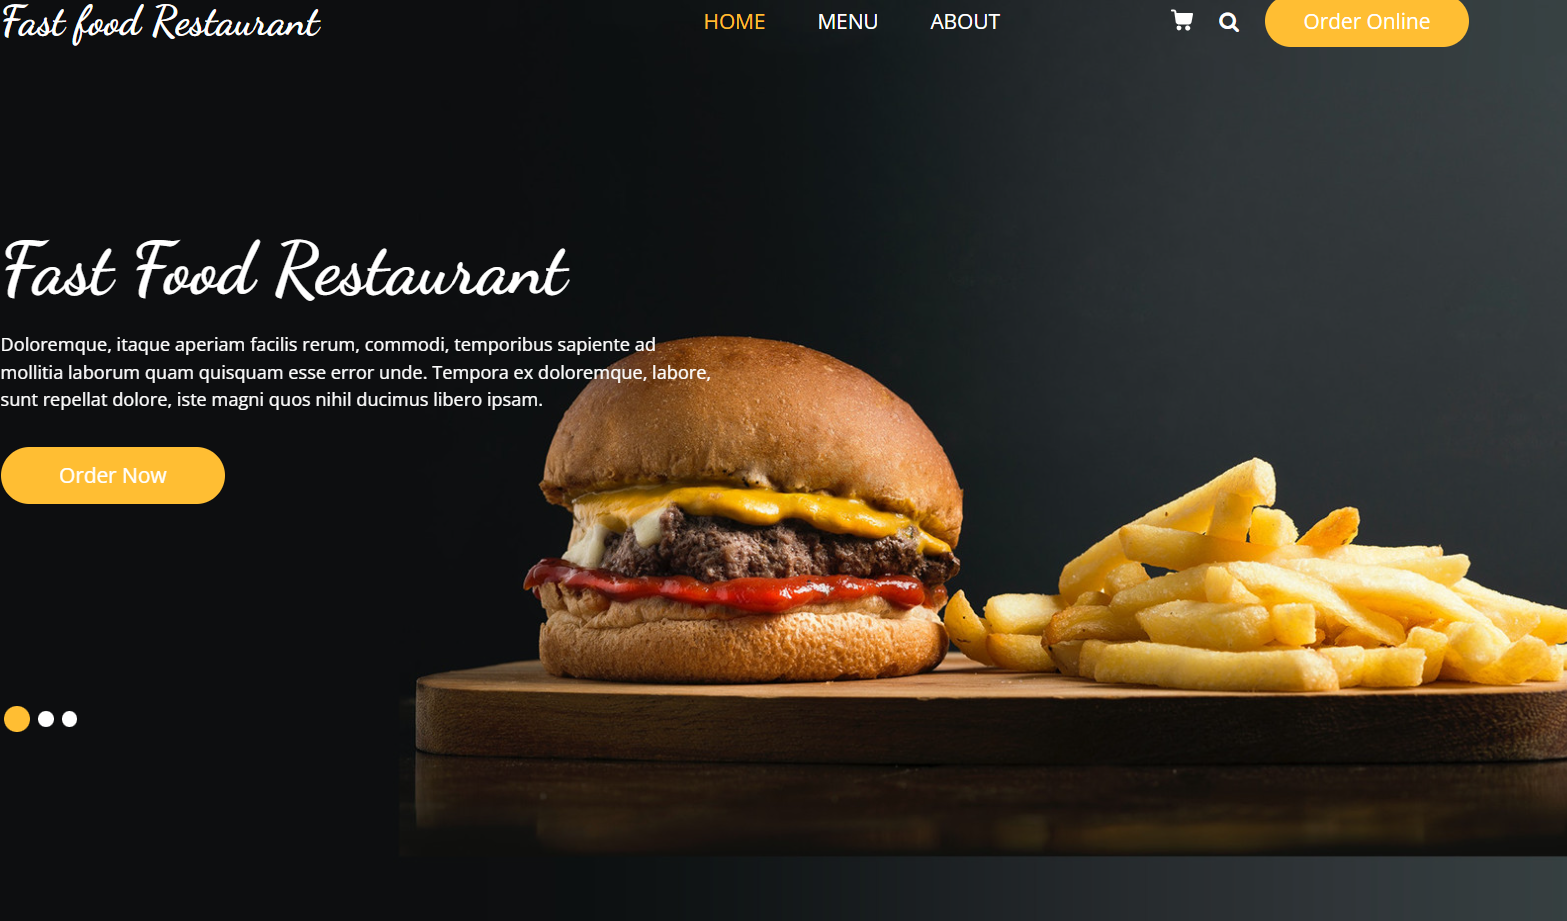 Fast food Restaurant
HOME MENU ABOUT
Order Online
Fast Food Restaurant
Doloremque, itaque aperiam facilis rerum, commodi, temporibus sapiente ad
mollitia laborum quam quisquam esse error unde. Tempora ex doloremque, labore,
sunt repellat dolore, iste magni quos nihil ducimus libero ipsam.
Order Now